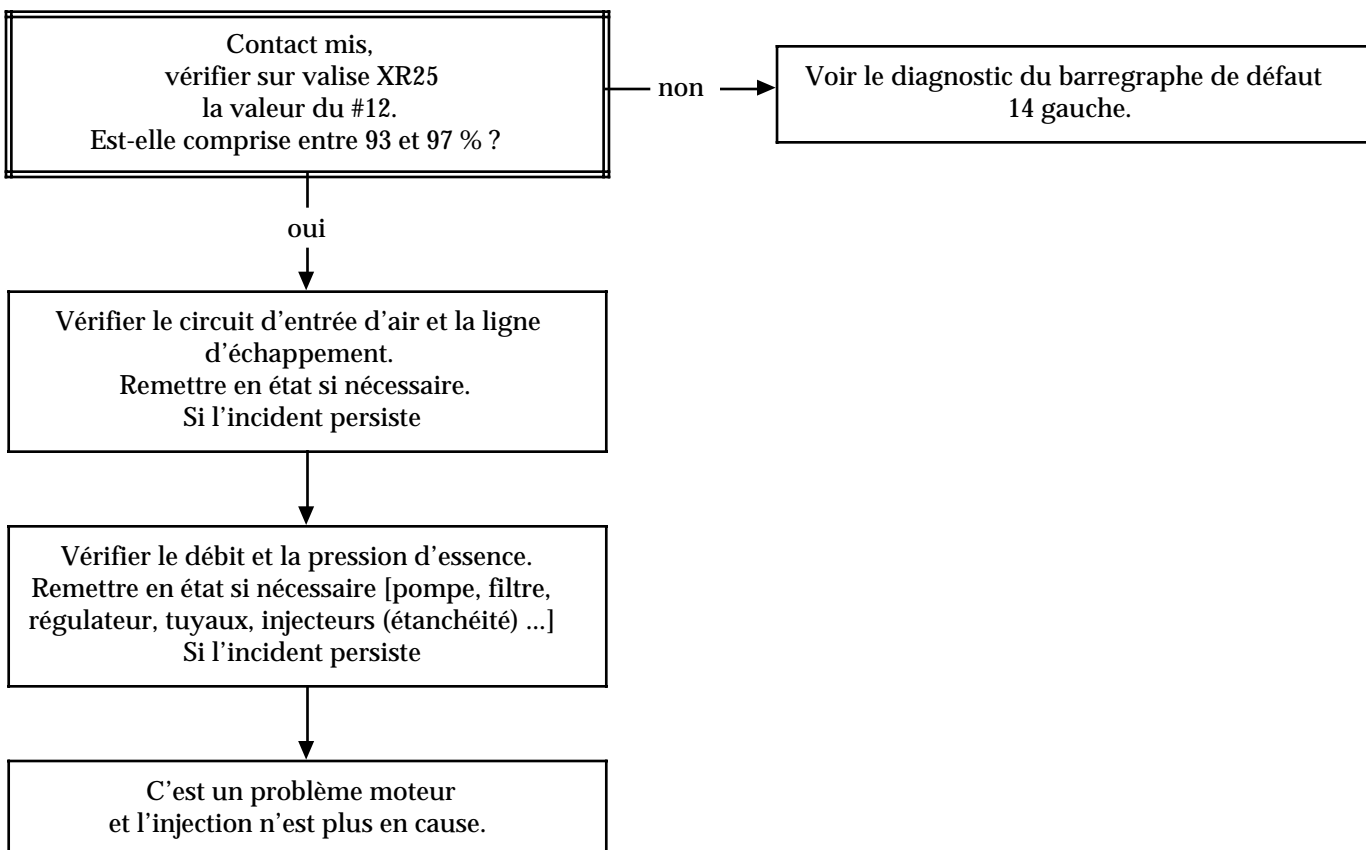 Contact mis,
vérifier sur valise XR25
la valeur du #12.
Est-elle comprise entre 93 et 97 % ?
non
Voir le diagnostic du barregraphe de défaut
14 gauche.
oui
Vérifier le circuit d’entrée d’air et la ligne
d’échappement.
Remettre en état si nécessaire.
Si l’incident persiste
Vérifier le débit et la pression d’essence.
Remettre en état si nécessaire [pompe, filtre,
régulateur, tuyaux, injecteurs (étanchéité) ...]
Si l’incident persiste
C’est un problème moteur
et l’injection n’est plus en cause.